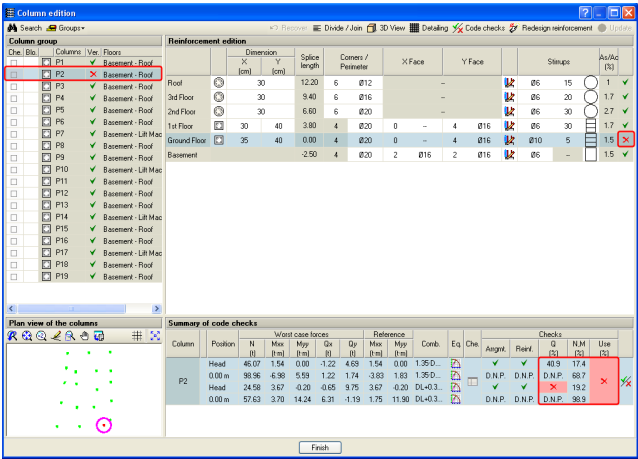 Column edition
Search Groups Recover Divide / Join 3D View Detailing Code checks Redesign reinforcement Update
Column group
Che. Blo. Columns Ver. Floors
P1 Basement - Roof
P2 Basement - Roof
P3 Basement - Roof
P4 Basement - Roof
P5 Basement - Roof
P6 Basement - Roof
P7 Basement - Lift Mac
P8 Basement - Roof
P9 Basement - Roof
P10 Basement - Lift Mac
P11 Basement - Roof
P12 Basement - Roof
P13 Basement - Roof
P14 Basement - Lift Mac
P15 Basement - Roof
P16 Basement - Roof
P17 Basement - Lift Mac
P18 Basement - Roof
P19 Basement - Roof
Reinforcement edition
Dimension Splice length Corners / Perimeter X Face Y Face Stirrups As/Ac (%)
X (cm) Y (cm)
Roof 30 12.20 6 Ø12 – Ø6 15 1
3rd Floor 30 9.40 6 Ø16 – Ø6 20 1.7
2nd Floor 30 6.60 6 Ø20 – Ø6 30 2.7
1st Floor 30 40 3.80 4 Ø20 0 – 4 Ø16 Ø6 30 1.7
Ground Floor 35 40 0.00 4 Ø20 0 – 4 Ø16 Ø10 5 1.5
Basement -2.50 4 Ø20 2 Ø16 2 Ø16 Ø6 – 1.5
Plan view of the columns
Summary of code checks
Column Position Worst case forces Reference Comb. Eq. Che. Checks
N (t) Mxx (t·m) Myy (t·m) Qx (t) Qy (t) Mxx (t·m) Myy (t·m) Arrgmt. Reinf. Q (%) N,M (%) Use (%)
P2
Head 46.07 1.54 0.00 -1.22 4.69 1.54 0.00 1.35·D... 40.9 17.4
0.00 m 98.96 -6.98 5.59 1.22 1.74 -3.83 1.83 1.35·D... D.N.P. D.N.P. D.N.P. 68.7
Head 24.58 3.67 -0.20 -0.65 9.75 3.67 -0.20 DL+0.3... 19.2
0.00 m 57.63 3.70 14.24 6.31 -1.19 1.75 11.90 DL+0.3... D.N.P. D.N.P. D.N.P. 98.9
Finish